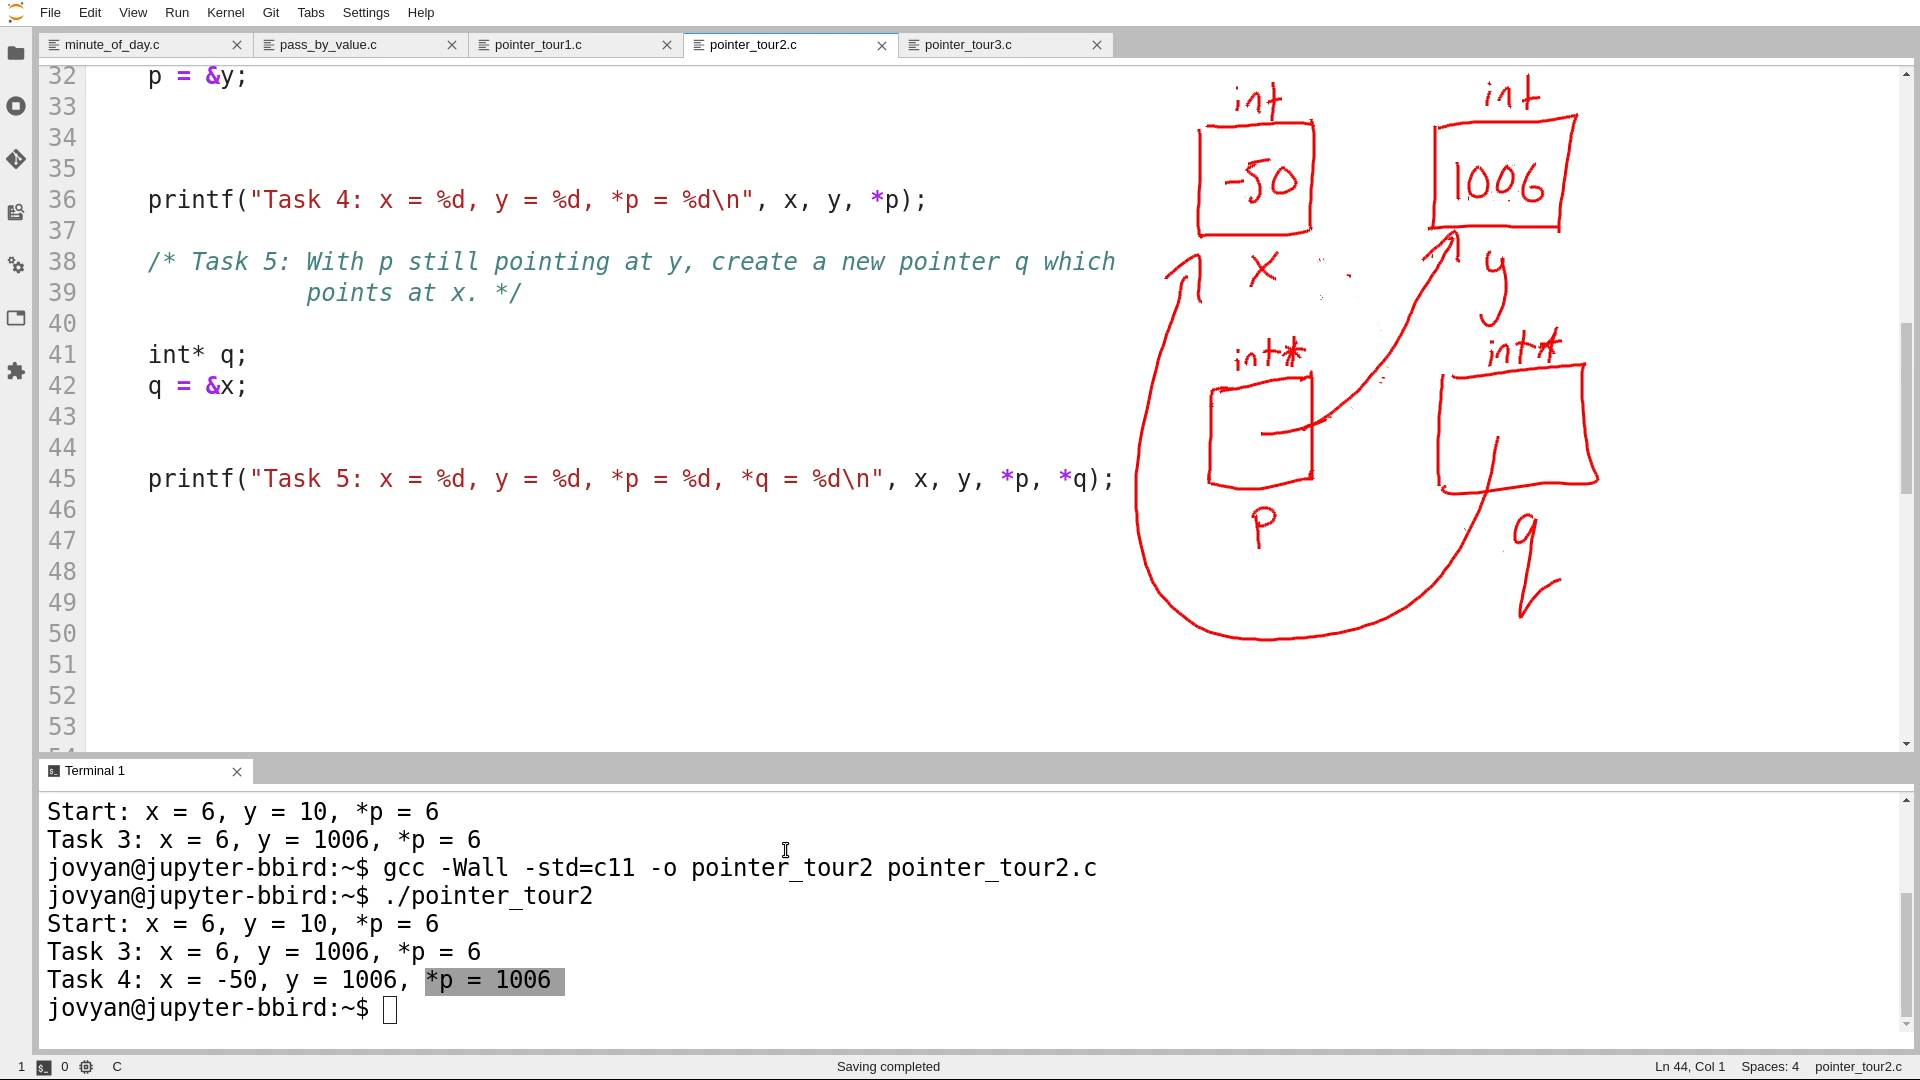 File Edit View Run Kernel Git Tabs Settings Help
minute_of_day.c pass_by_value.c pointer_tour1.c pointer_tour2.c pointer_tour3.c
32 p = &y;
33
34
35
36 printf("Task 4: x = %d, y = %d, *p = %d\n", x, y, *p);
37
38 /* Task 5: With p still pointing at y, create a new pointer q which
39 points at x. */
40
41 int* q;
42 q = &x;
43
44
45 printf("Task 5: x = %d, y = %d, *p = %d, *q = %d\n", x, y, *p, *q);
46
47
48
49
50
51
52
53
54
int int
-50 1006
x y
int* int*
p q
Terminal 1
Start: x = 6, y = 10, *p = 6
Task 3: x = 6, y = 1006, *p = 6
jovyan@jupyter-bbird:~$ gcc -Wall -std=c11 -o pointer_tour2 pointer_tour2.c
jovyan@jupyter-bbird:~$ ./pointer_tour2
Start: x = 6, y = 10, *p = 6
Task 3: x = 6, y = 1006, *p = 6
Task 4: x = -50, y = 1006, *p = 1006
jovyan@jupyter-bbird:~$
1 0 C Saving completed Ln 44, Col 1 Spaces: 4 pointer_tour2.c